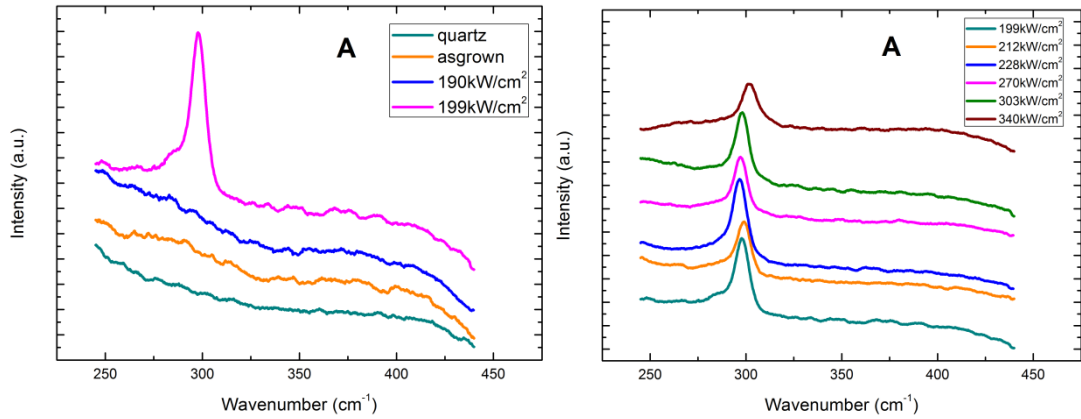 A
quartz
asgrown
190kW/cm²
199kW/cm²
Intensity (a.u.)
250 300 350 400 450
Wavenumber (cm⁻¹)
A
199kW/cm²
212kW/cm²
228kW/cm²
270kW/cm²
303kW/cm²
340kW/cm²
Intensity (a.u.)
250 300 350 400 450
Wavenumber (cm⁻¹)